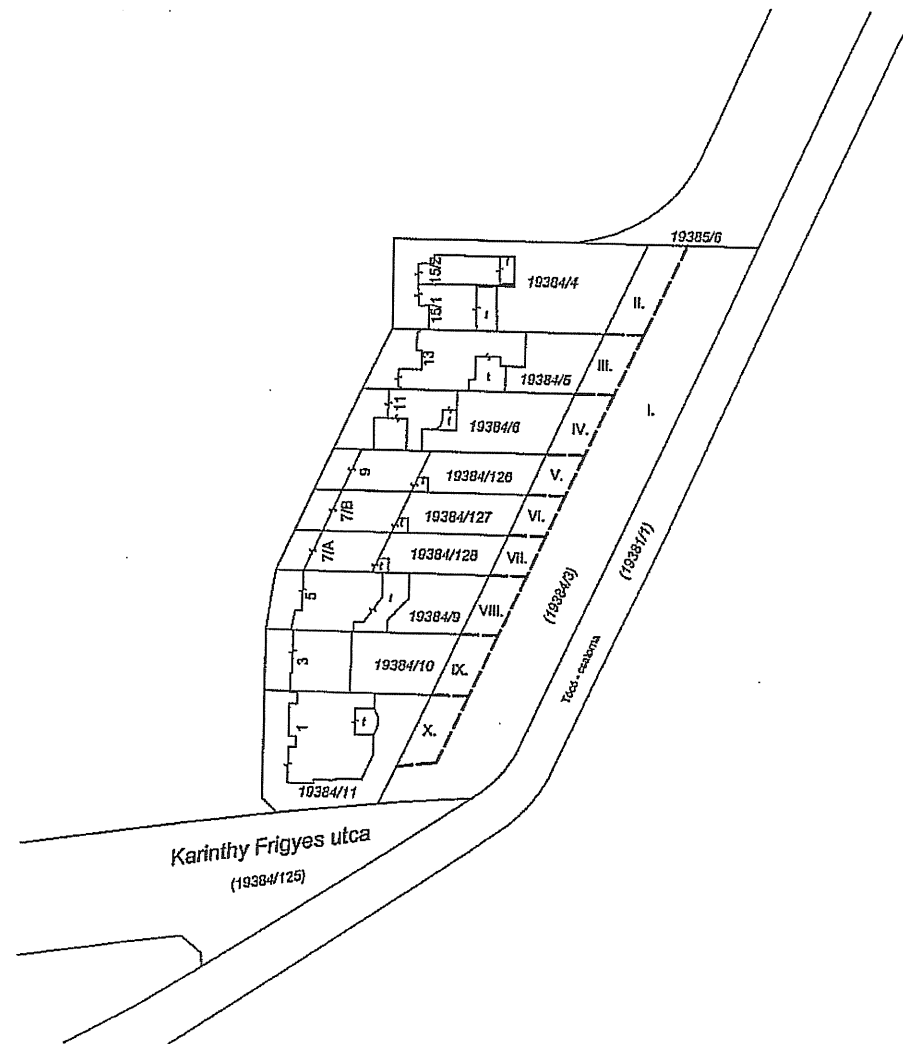 19385/6
15/2
19384/4
II.
15/1
t
13
t
19384/5
III.
I.
11
t
19384/6
IV.
9
19384/126
V.
7/B
19384/127
VI.
7/A
t
19384/128
VII.
(19384/3)
(19381/1)
5
19384/9
VIII.
3
19384/10
IX.
1
t
X.
19384/11
Karinthy Frigyes utca
(19384/125)